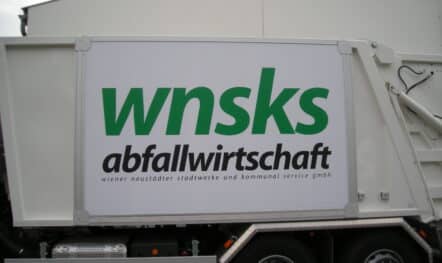 wnsks
abfallwirtschaft
wiener neustädter stadtwerke und kommunal service gmbh